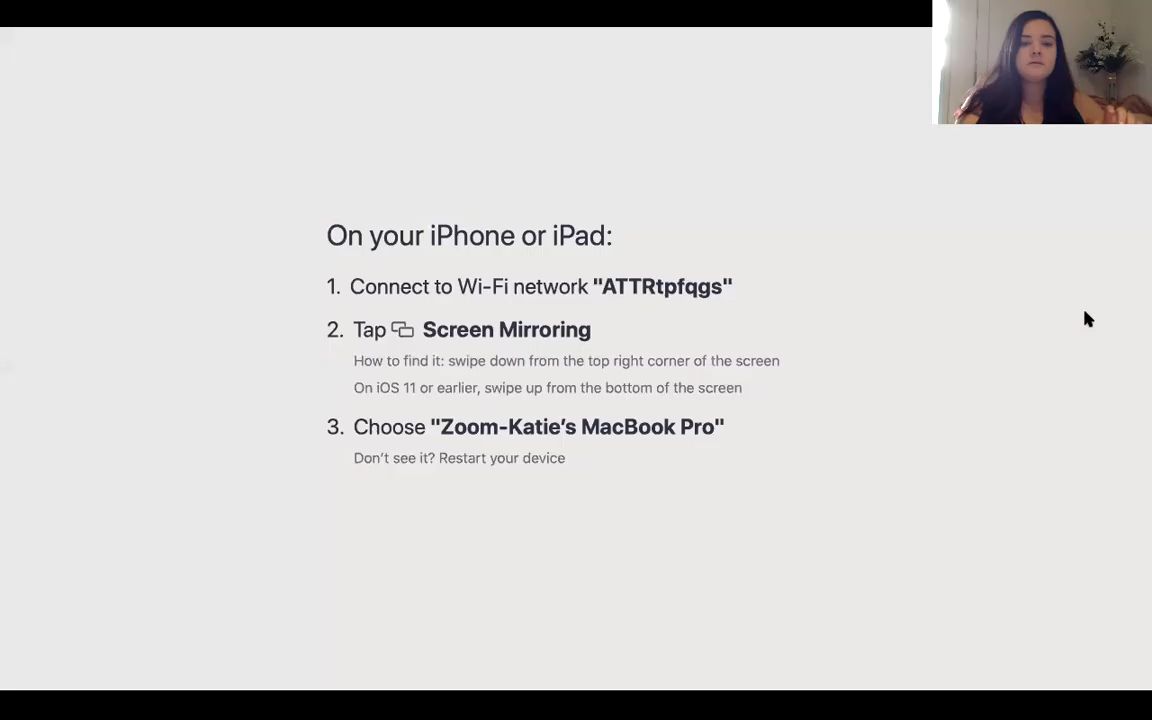 On your iPhone or iPad:
1. Connect to Wi-Fi network "ATTRtpfqgs"
2. Tap Screen Mirroring
How to find it: swipe down from the top right corner of the screen
On iOS 11 or earlier, swipe up from the bottom of the screen
3. Choose "Zoom-Katie’s MacBook Pro"
Don’t see it? Restart your device